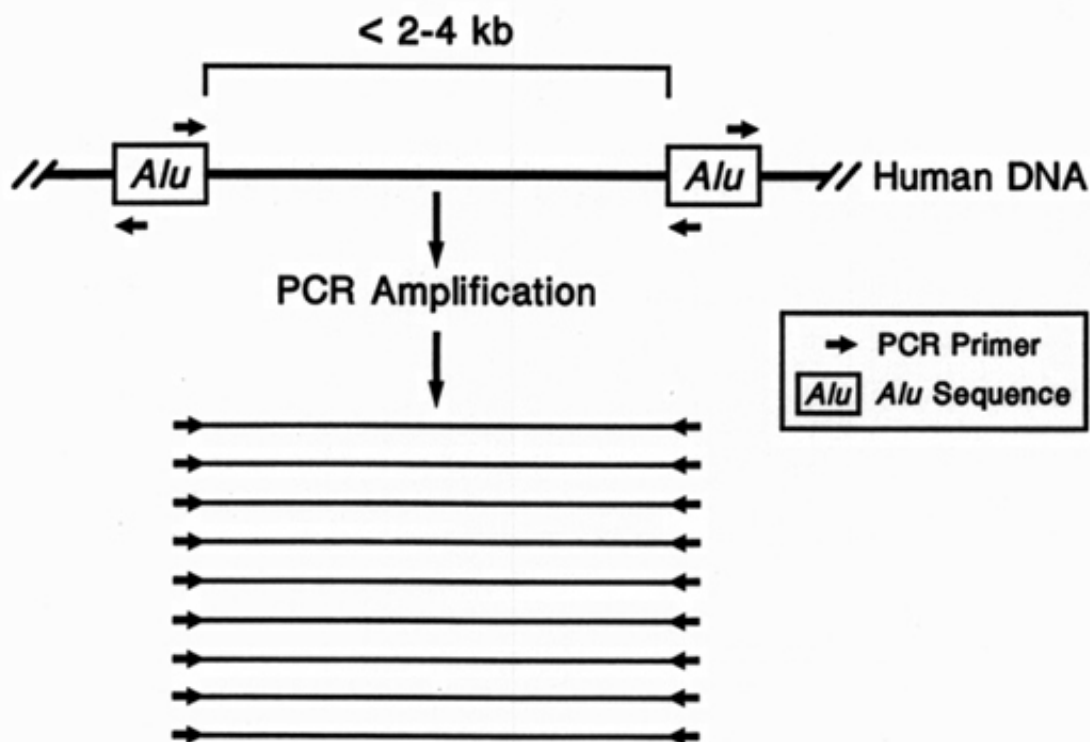 < 2-4 kb
Alu
Alu
Human DNA
PCR Amplification
PCR Primer
Alu
Alu Sequence